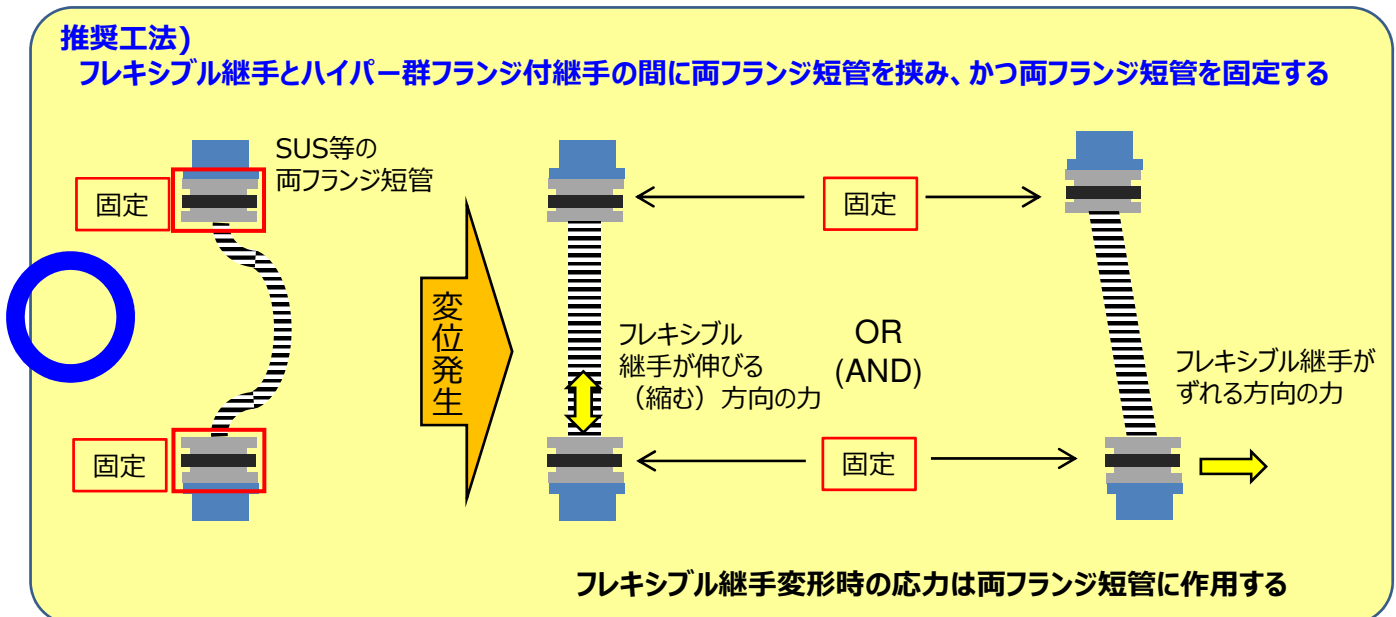 推奨工法)
フレキシブル継手とハイパー群フランジ付継手の間に両フランジ短管を挟み、かつ両フランジ短管を固定する
SUS等の
両フランジ短管
固定
固定
変位発生
固定
フレキシブル
継手が伸びる
（縮む）方向の力
OR
(AND)
フレキシブル継手が
ずれる方向の力
固定
フレキシブル継手変形時の応力は両フランジ短管に作用する